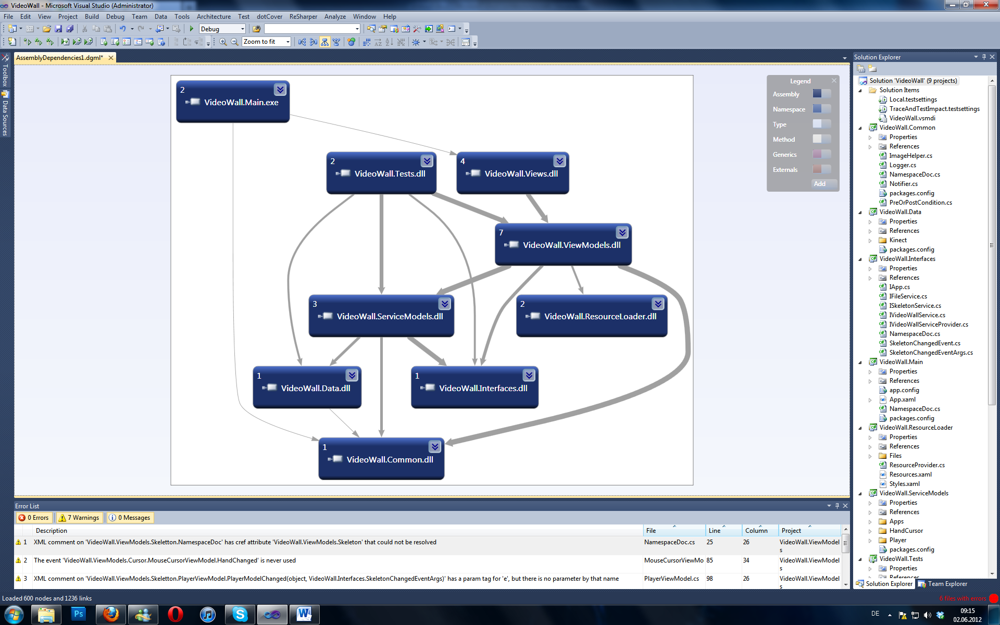 VideoWall - Microsoft Visual Studio (Administrator)
File Edit View Project Build Debug Team Data Tools Architecture Test dotCover ReSharper Analyze Window Help
Debug
Zoom to fit
AssemblyDependencies1.dgml*
Toolbox
Data Sources
2
VideoWall.Main.exe
2
VideoWall.Tests.dll
4
VideoWall.Views.dll
7
VideoWall.ViewModels.dll
3
VideoWall.ServiceModels.dll
2
VideoWall.ResourceLoader.dll
1
VideoWall.Data.dll
1
VideoWall.Interfaces.dll
1
VideoWall.Common.dll
Legend
Assembly
Namespace
Type
Method
Generics
Externals
Add
Solution Explorer
Solution 'VideoWall' (9 projects)
Solution Items
Local.testsettings
TraceAndTestImpact.testsettings
VideoWall.vsmdi
VideoWall.Common
Properties
References
ImageHelper.cs
Logger.cs
NamespaceDoc.cs
Notifier.cs
packages.config
PreOrPostCondition.cs
VideoWall.Data
Properties
References
Kinect
packages.config
VideoWall.Interfaces
Properties
References
IApp.cs
IFileService.cs
ISkeletonService.cs
IVideoWallService.cs
IVideoWallServiceProvider.cs
NamespaceDoc.cs
SkeletonChangedEvent.cs
SkeletonChangedEventArgs.cs
VideoWall.Main
Properties
References
app.config
App.xaml
NamespaceDoc.cs
packages.config
VideoWall.ResourceLoader
Properties
References
Files
ResourceProvider.cs
Resources.xaml
Styles.xaml
VideoWall.ServiceModels
Properties
References
Apps
HandCursor
Player
packages.config
VideoWall.Tests
Properties
References
Solution Explorer Team Explorer
Error List
0 Errors 7 Warnings 0 Messages
Description File Line Column Project
1 XML comment on 'VideoWall.ViewModels.Skeletton.NamespaceDoc' has cref attribute 'VideoWall.ViewModels.Skeleton' that could not be resolved NamespaceDoc.cs 25 26 VideoWall.ViewModel
s
2 The event 'VideoWall.ViewModels.Cursor.MouseCursorViewModel.HandChanged' is never used MouseCursorViewMo 85 34 VideoWall.ViewModel
s
3 XML comment on 'VideoWall.ViewModels.Skeletton.PlayerViewModel.PlayerModelChanged(object, VideoWall.Interfaces.SkeletonChangedEventArgs)' has a param tag for 'e', but there is no parameter by that name PlayerViewModel.cs 98 26 VideoWall.ViewModel
s
Loaded 600 nodes and 1236 links
6 files with errors
Ps
DE
09:15
02.06.2012